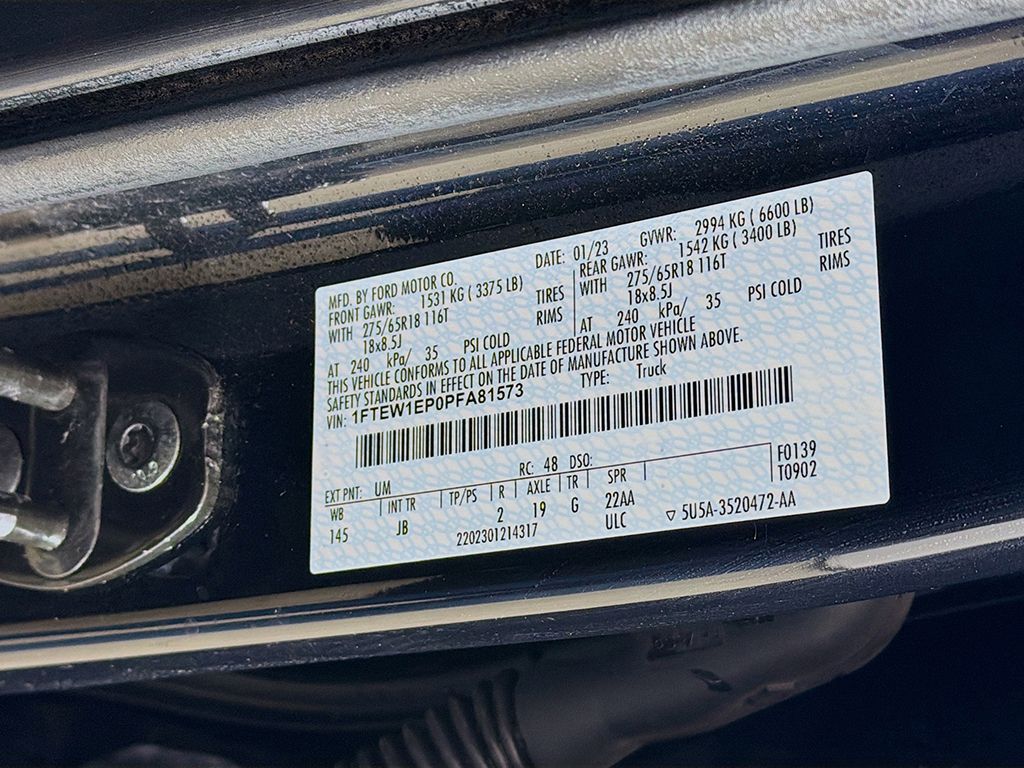 MFD. BY FORD MOTOR CO. DATE: 01/23 GVWR: 2994 KG ( 6600 LB)
FRONT GAWR: 1531 KG ( 3375 LB) REAR GAWR: 1542 KG ( 3400 LB)
WITH 275/65R18 116T TIRES WITH 275/65R18 116T TIRES
18x8.5J RIMS 18x8.5J RIMS
AT 240 kPa/ 35 PSI COLD AT 240 kPa/ 35 PSI COLD
THIS VEHICLE CONFORMS TO ALL APPLICABLE FEDERAL MOTOR VEHICLE
SAFETY STANDARDS IN EFFECT ON THE DATE OF MANUFACTURE SHOWN ABOVE.
VIN: 1FTEW1EP0PFA81573 TYPE: Truck
EXT PNT: UM RC: 48 DSO: F0139
WB INT TR TP/PS R AXLE TR SPR T0902
145 JB 2 19 G 22AA
2202301214317 ULC ▽ 5U5A-3520472-AA